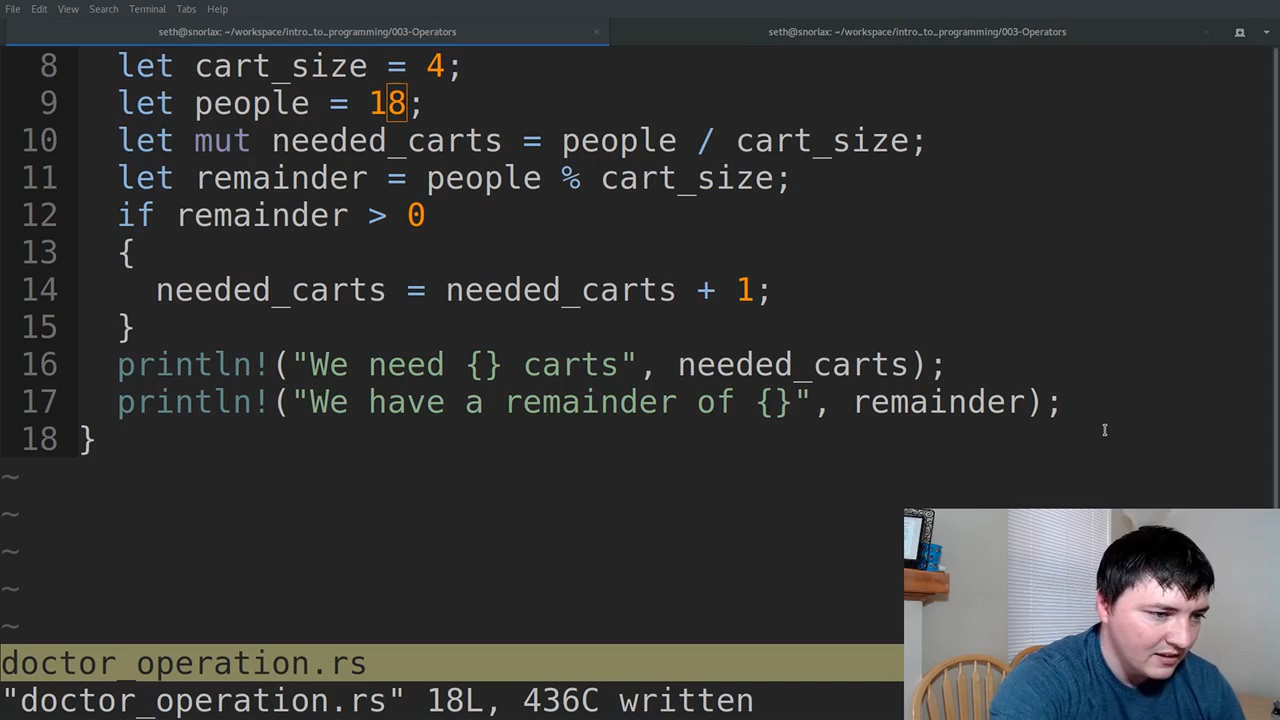 File Edit View Search Terminal Tabs Help
seth@snorlax: ~/workspace/intro_to_programming/003-Operators × seth@snorlax: ~/workspace/intro_to_programming/003-Operators ×
8 let cart_size = 4;
9 let people = 18;
10 let mut needed_carts = people / cart_size;
11 let remainder = people % cart_size;
12 if remainder > 0
13 {
14 needed_carts = needed_carts + 1;
15 }
16 println!("We need {} carts", needed_carts);
17 println!("We have a remainder of {}", remainder);
18 }
~
~
~
~
~
doctor_operation.rs
"doctor_operation.rs" 18L, 436C written